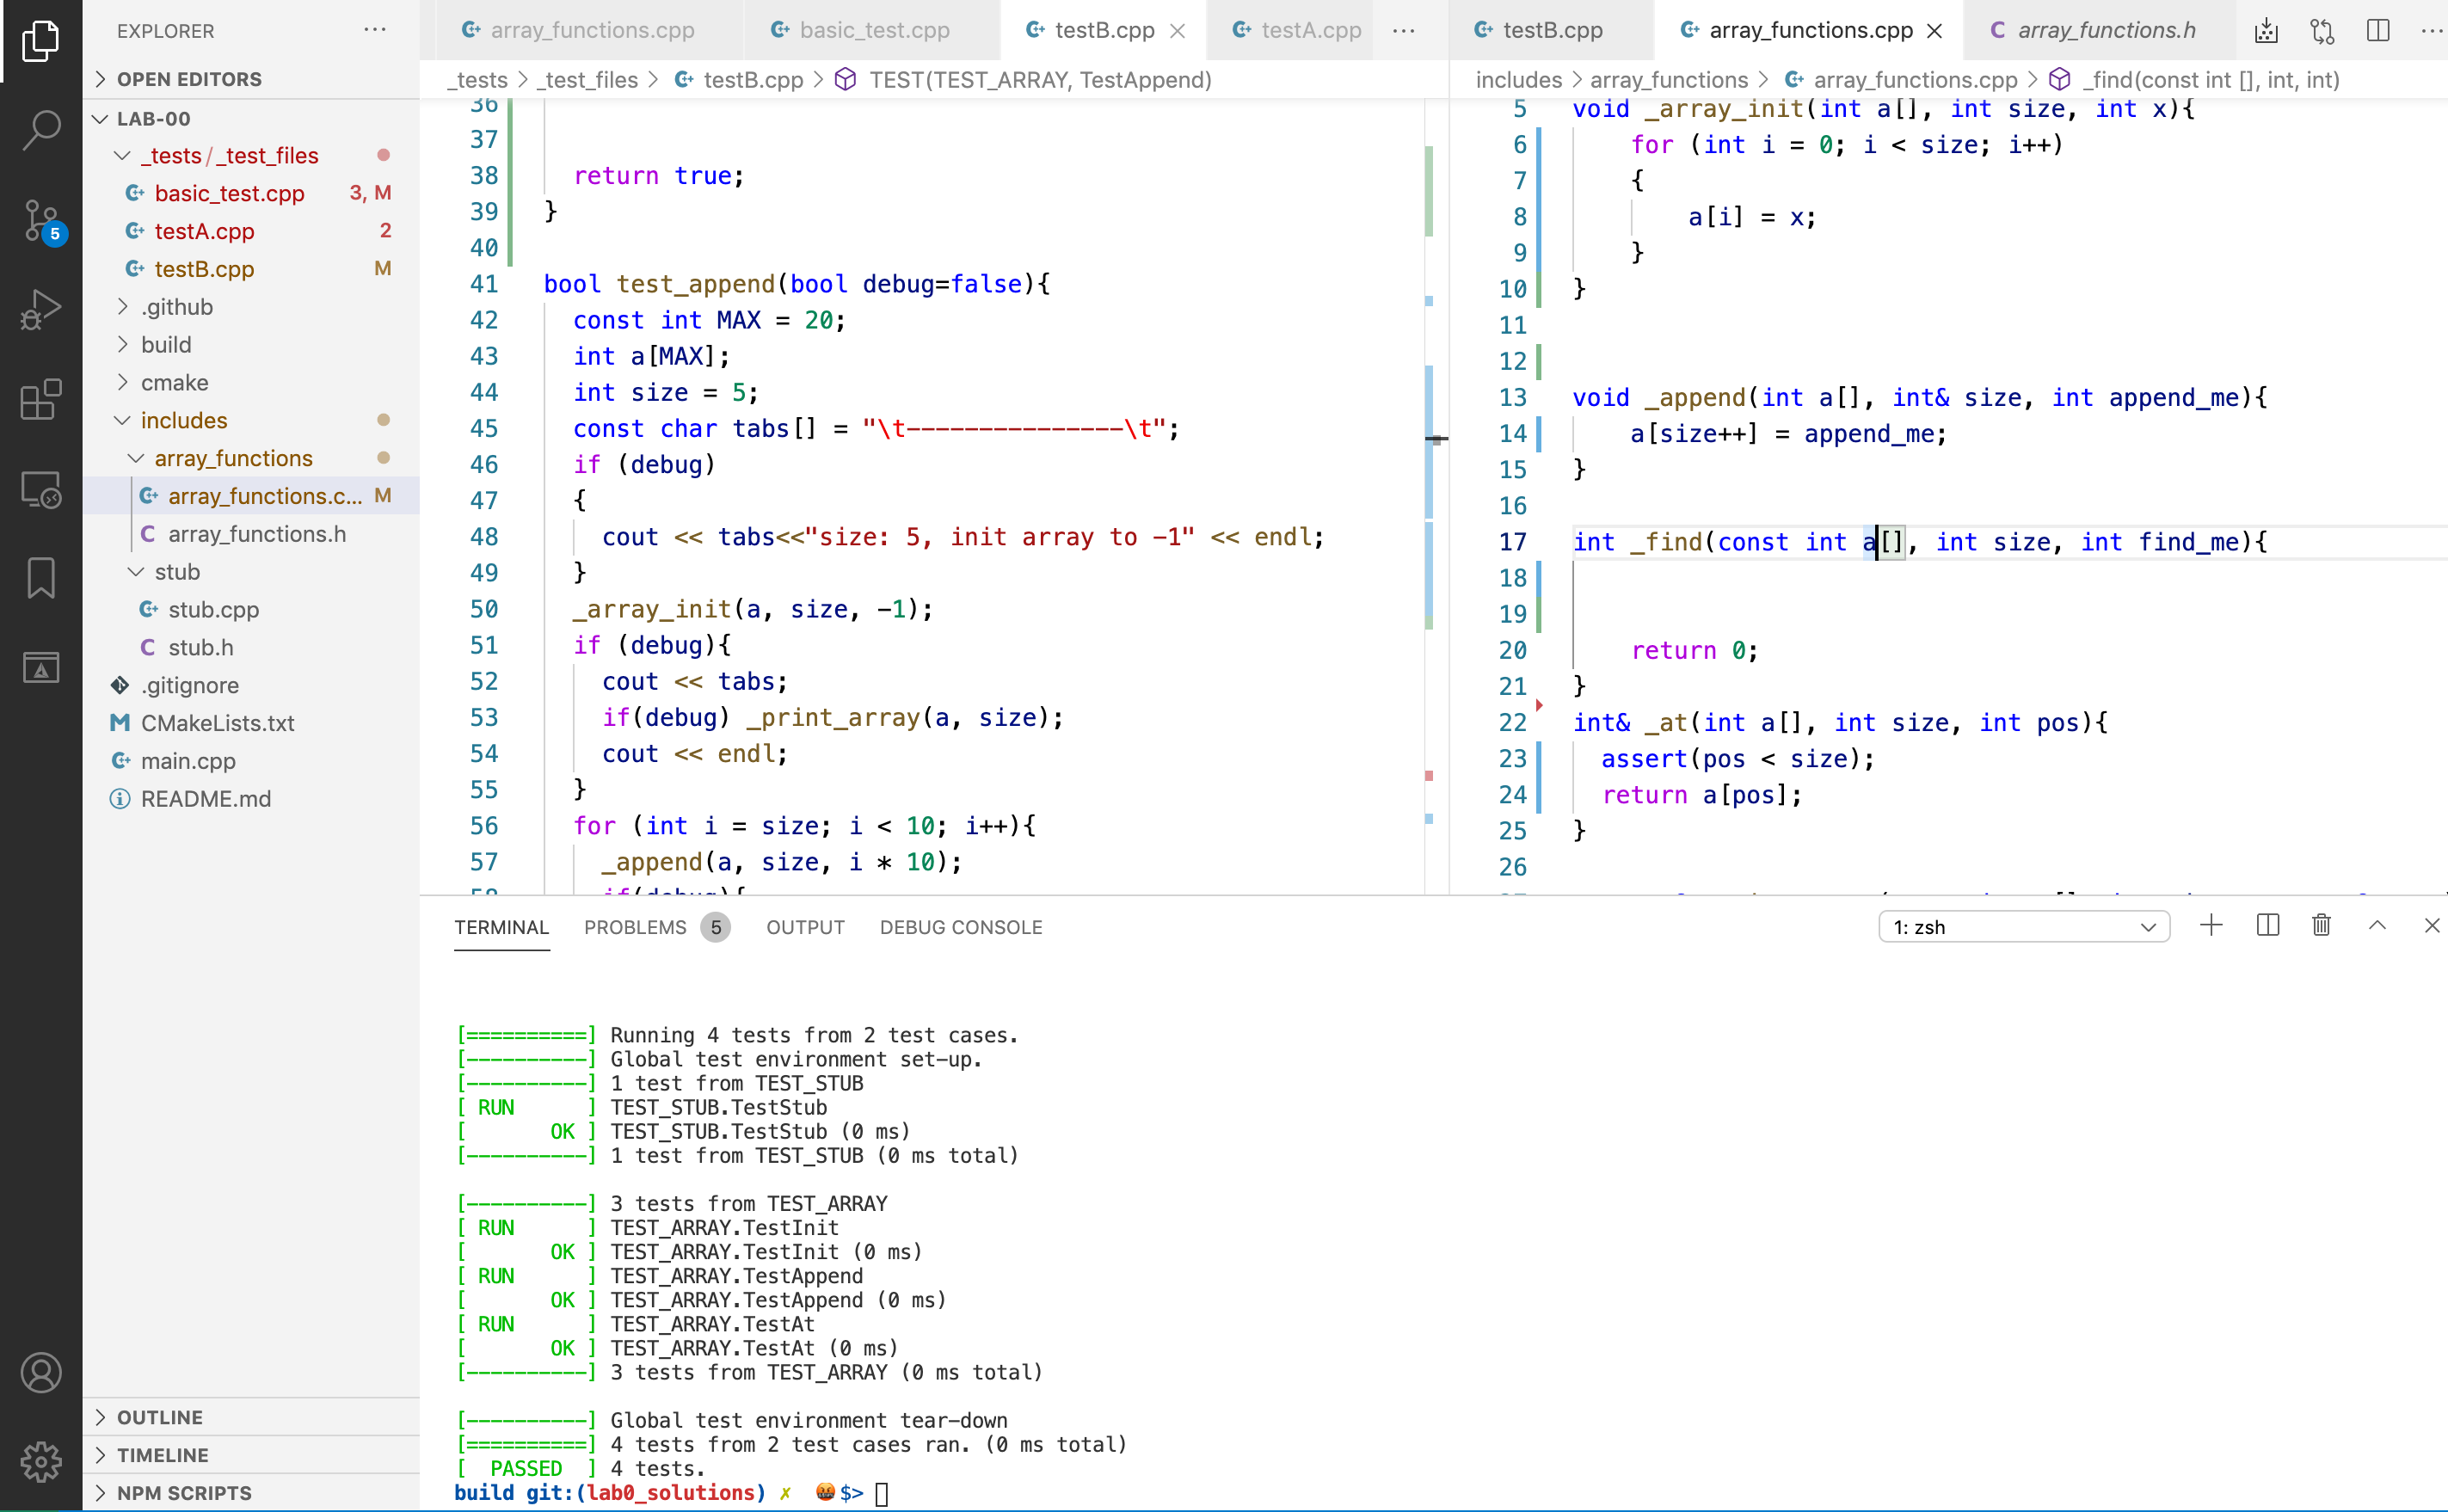 EXPLORER
OPEN EDITORS
LAB-00
_tests/_test_files
basic_test.cpp 3, M
testA.cpp 2
testB.cpp M
.github
build
cmake
includes
array_functions
array_functions.c... M
array_functions.h
stub
stub.cpp
stub.h
.gitignore
CMakeLists.txt
main.cpp
README.md
OUTLINE
TIMELINE
NPM SCRIPTS
5
array_functions.cpp basic_test.cpp testB.cpp testA.cpp ...
_tests > _test_files > testB.cpp > TEST(TEST_ARRAY, TestAppend)
36
37
38 return true;
39 }
40
41 bool test_append(bool debug=false){
42 const int MAX = 20;
43 int a[MAX];
44 int size = 5;
45 const char tabs[] = "\t---------------\t";
46 if (debug)
47 {
48 cout << tabs<<"size: 5, init array to -1" << endl;
49 }
50 _array_init(a, size, -1);
51 if (debug){
52 cout << tabs;
53 if(debug) _print_array(a, size);
54 cout << endl;
55 }
56 for (int i = size; i < 10; i++){
57 _append(a, size, i * 10);
58 if(debug){
testB.cpp array_functions.cpp array_functions.h
includes > array_functions > array_functions.cpp > _find(const int [], int, int)
5 void _array_init(int a[], int size, int x){
6 for (int i = 0; i < size; i++)
7 {
8 a[i] = x;
9 }
10 }
11
12
13 void _append(int a[], int& size, int append_me){
14 a[size++] = append_me;
15 }
16
17 int _find(const int a[], int size, int find_me){
18
19
20 return 0;
21 }
22 int& _at(int a[], int size, int pos){
23 assert(pos < size);
24 return a[pos];
25 }
26
TERMINAL PROBLEMS 5 OUTPUT DEBUG CONSOLE 1: zsh
[==========] Running 4 tests from 2 test cases.
[----------] Global test environment set-up.
[----------] 1 test from TEST_STUB
[ RUN      ] TEST_STUB.TestStub
[       OK ] TEST_STUB.TestStub (0 ms)
[----------] 1 test from TEST_STUB (0 ms total)
[----------] 3 tests from TEST_ARRAY
[ RUN      ] TEST_ARRAY.TestInit
[       OK ] TEST_ARRAY.TestInit (0 ms)
[ RUN      ] TEST_ARRAY.TestAppend
[       OK ] TEST_ARRAY.TestAppend (0 ms)
[ RUN      ] TEST_ARRAY.TestAt
[       OK ] TEST_ARRAY.TestAt (0 ms)
[----------] 3 tests from TEST_ARRAY (0 ms total)
[----------] Global test environment tear-down
[==========] 4 tests from 2 test cases ran. (0 ms total)
[  PASSED  ] 4 tests.
build git:(lab0_solutions) ✗ 🤬$>